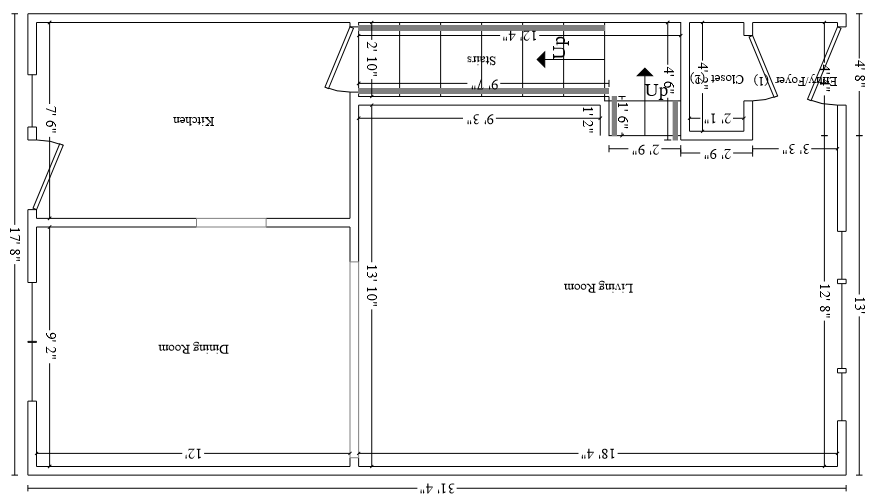 12' 4"
Up
2' 10"
Stairs
9' 7"
4' 8"
Closet (2)
Entry/Foyer (1)
4' 8"
4' 6"
Up
7' 6"
Kitchen
9' 3"
1' 2"
1' 6"
2' 1"
2' 9"
2' 9"
3' 3"
17' 8"
13' 10"
Living Room
12' 8"
13'
9' 2"
Dining Room
12'
18' 4"
31' 4"